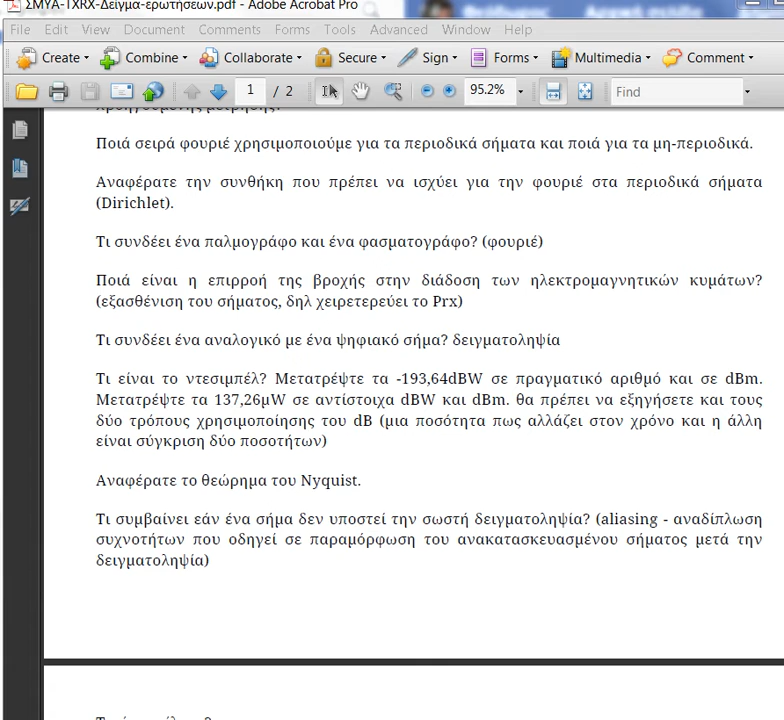 ΣΜΥΑ-TXRX-Δείγμα-ερωτήσεων.pdf - Adobe Acrobat Pro
File Edit View Document Comments Forms Tools Advanced Window Help
Create Combine Collaborate Secure Sign Forms Multimedia Comment
1 / 2 95.2% Find
προηγούμενης μέτρησης.
Ποιά σειρά φουριέ χρησιμοποιούμε για τα περιοδικά σήματα και ποιά για τα μη-περιοδικά.
Αναφέρατε την συνθήκη που πρέπει να ισχύει για την φουριέ στα περιοδικά σήματα
(Dirichlet).
Τι συνδέει ένα παλμογράφο και ένα φασματογράφο? (φουριέ)
Ποιά είναι η επιρροή της βροχής στην διάδοση των ηλεκτρομαγνητικών κυμάτων?
(εξασθένιση του σήματος, δηλ χειρετερεύει το Prx)
Τι συνδέει ένα αναλογικό με ένα ψηφιακό σήμα? δειγματοληψία
Τι είναι το ντεσιμπέλ? Μετατρέψτε τα -193,64dBW σε πραγματικό αριθμό και σε dBm.
Μετατρέψτε τα 137,26μW σε αντίστοιχα dBW και dBm. θα πρέπει να εξηγήσετε και τους
δύο τρόπους χρησιμοποίησης του dB (μια ποσότητα πως αλλάζει στον χρόνο και η άλλη
είναι σύγκριση δύο ποσοτήτων)
Αναφέρατε το θεώρημα του Nyquist.
Τι συμβαίνει εάν ένα σήμα δεν υποστεί την σωστή δειγματοληψία? (aliasing - αναδίπλωση
συχνοτήτων που οδηγεί σε παραμόρφωση του ανακατασκευασμένου σήματος μετά την
δειγματοληψία)